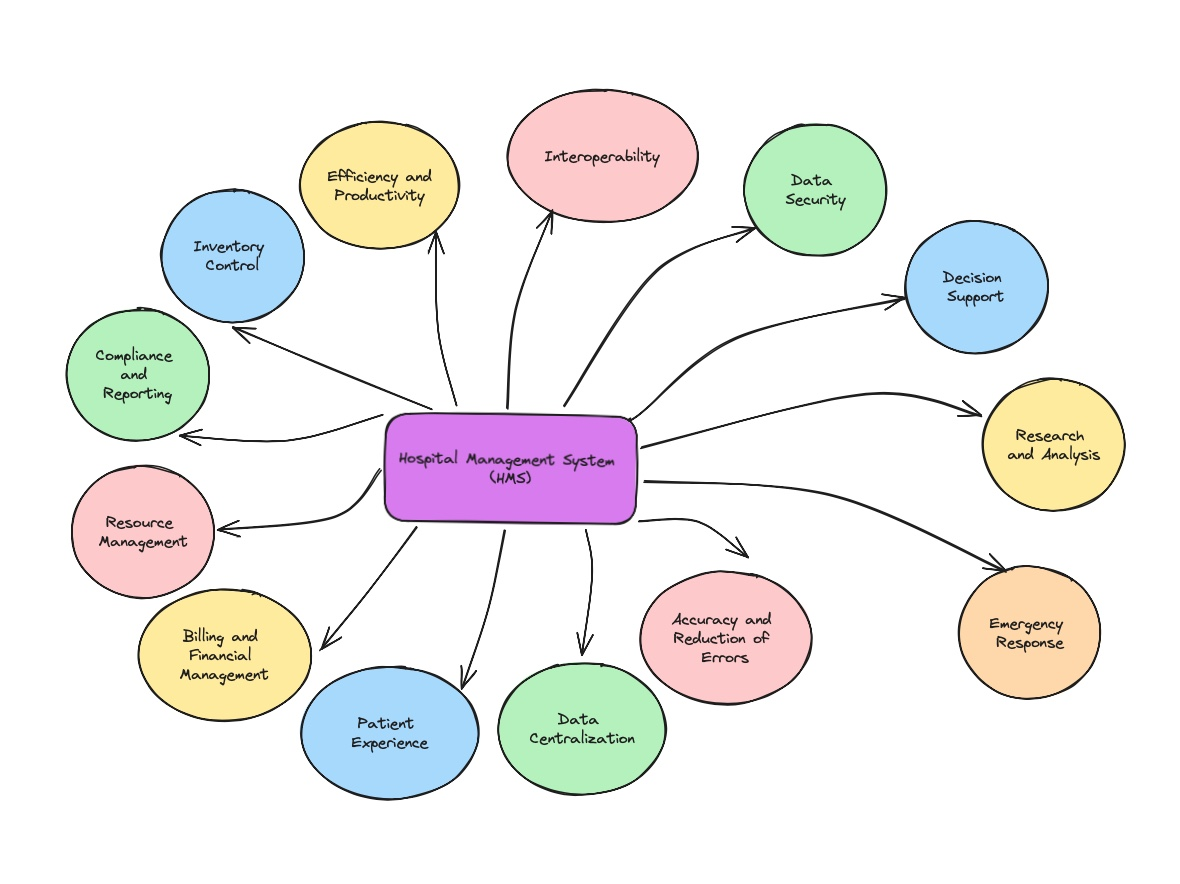 Interoperability
Efficiency and
Productivity
Data
Security
Inventory
Control
Decision
Support
Compliance
and
Reporting
Research
and Analysis
Hospital Management System
(HMS)
Resource
Management
Emergency
Response
Accuracy and
Reduction of
Errors
Billing and
Financial
Management
Patient
Experience
Data
Centralization